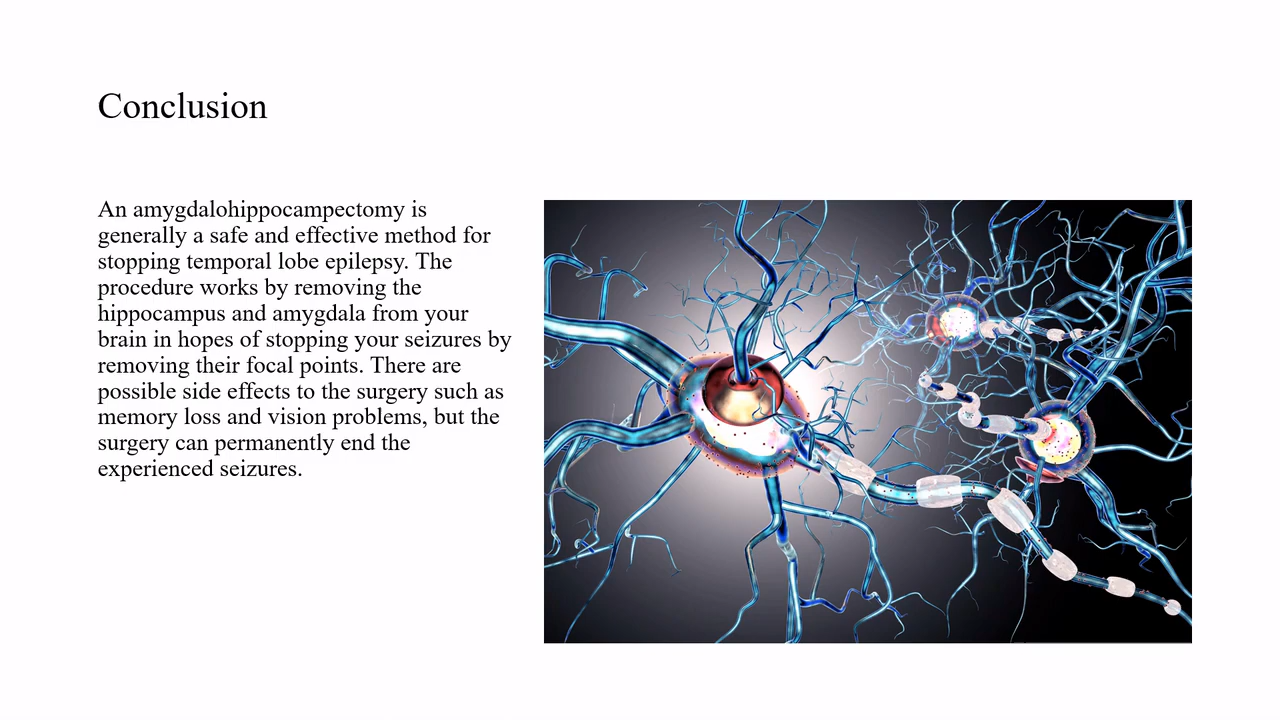 Conclusion
An amygdalohippocampectomy is
generally a safe and effective method for
stopping temporal lobe epilepsy. The
procedure works by removing the
hippocampus and amygdala from your
brain in hopes of stopping your seizures by
removing their focal points. There are
possible side effects to the surgery such as
memory loss and vision problems, but the
surgery can permanently end the
experienced seizures.